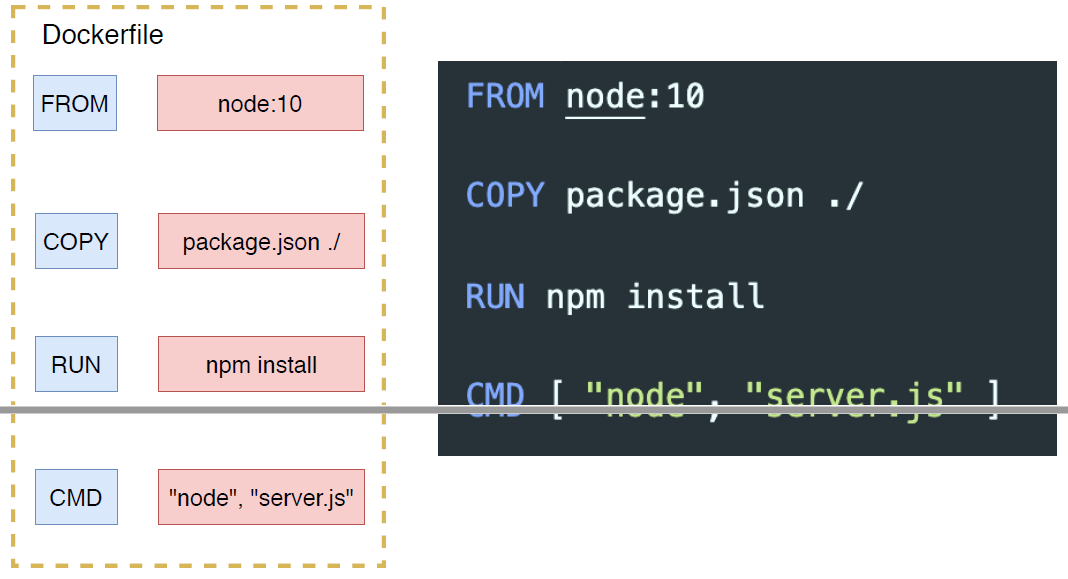 Dockerfile
FROM node:10
COPY package.json ./
RUN npm install
CMD "node", "server.js"
FROM node:10
COPY package.json ./
RUN npm install
CMD [ "node", "server.js" ]